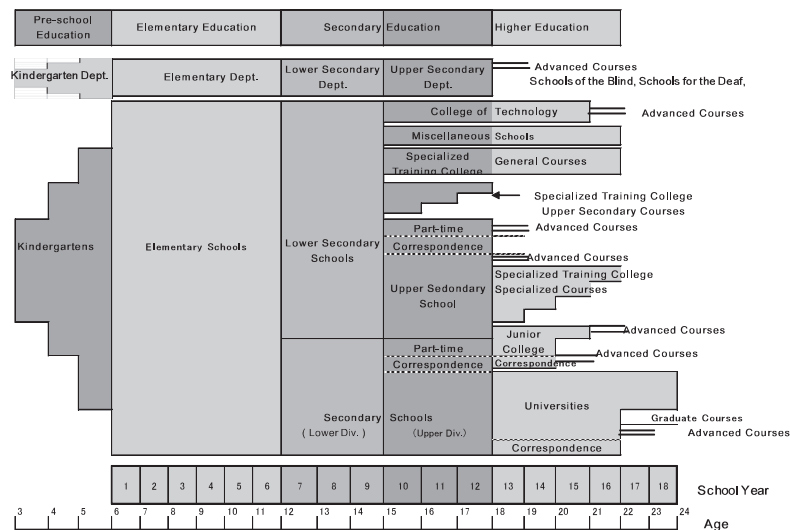 Pre-school
Education
Elementary Education
Secondary Education
Higher Education
Kindergarten Dept.
Elementary Dept.
Lower Secondary
Dept.
Upper Secondary
Dept.
Advanced Courses
Schools of the Blind, Schools for the Deaf,
College of Technology
Advanced Courses
Miscellaneous Schools
Specialized
Training College
General Courses
Specialized Training College
Upper Secondary Courses
Part-time
Advanced Courses
Correspondence
Kindergartens
Elementary Schools
Lower Secondary
Schools
Advanced Courses
Specialized Training College
Specialized Courses
Upper Sedondary
School
Junior
College
Advanced Courses
Part-time
Advanced Courses
Correspondence
Correspondence
Universities
Secondary Schools
( Lower Div. )
(Upper Div.)
Graduate Courses
Advanced Courses
Correspondence
1 2 3 4 5 6 7 8 9 10 11 12 13 14 15 16 17 18
School Year
3 4 5 6 7 8 9 10 11 12 13 14 15 16 17 18 19 20 21 22 23 24
Age